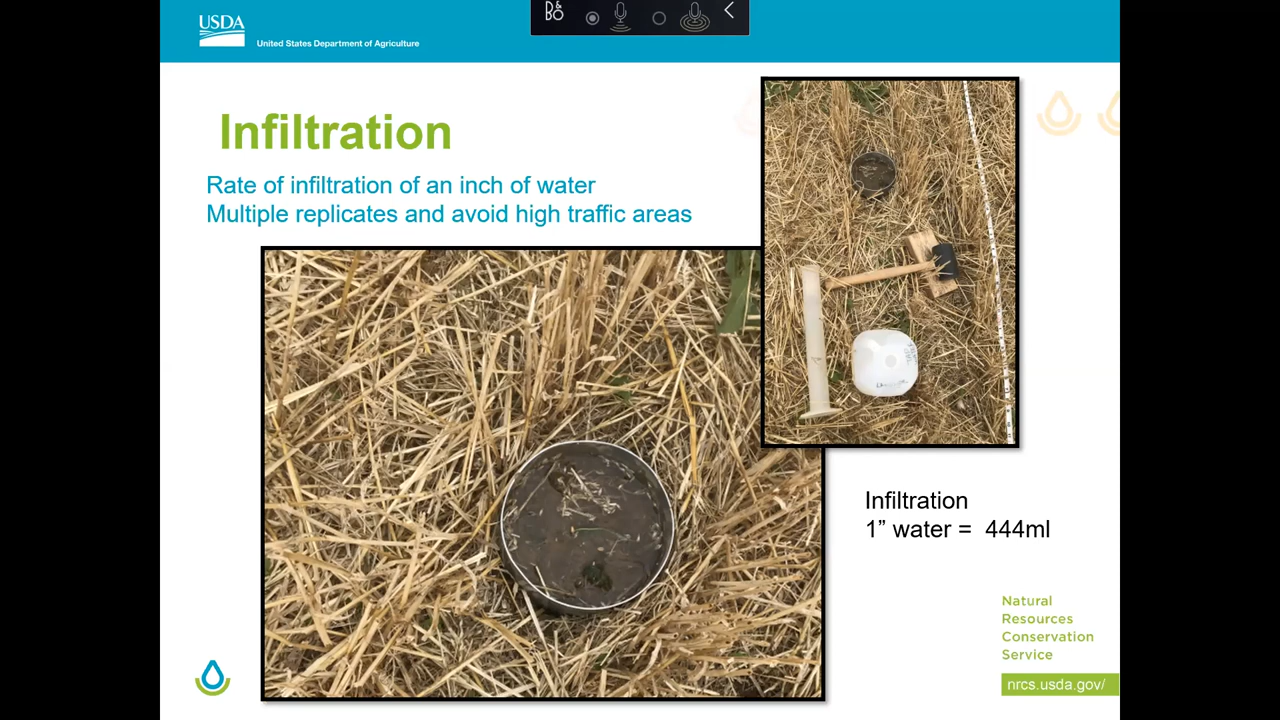 USDA
United States Department of Agriculture
Infiltration
Rate of infiltration of an inch of water
Multiple replicates and avoid high traffic areas
Infiltration
1” water = 444ml
Natural
Resources
Conservation
Service
nrcs.usda.gov/